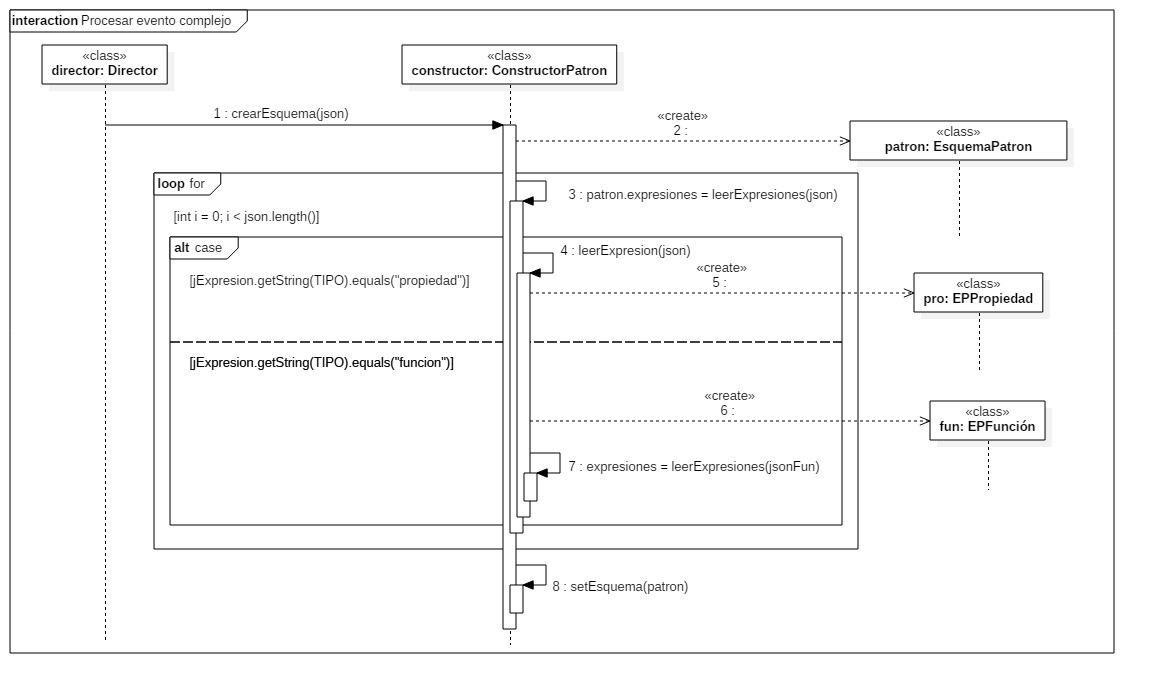 interaction Procesar evento complejo
«class»
director: Director
«class»
constructor: ConstructorPatron
1 : crearEsquema(json)
«create»
2 :
«class»
patron: EsquemaPatron
loop for
3 : patron.expresiones = leerExpresiones(json)
[int i = 0; i < json.length()]
alt case
4 : leerExpresion(json)
[jExpresion.getString(TIPO).equals("propiedad")]
«create»
5 :
«class»
pro: EPPropiedad
[jExpresion.getString(TIPO).equals("funcion")]
«create»
6 :
«class»
fun: EPFunción
7 : expresiones = leerExpresiones(jsonFun)
8 : setEsquema(patron)